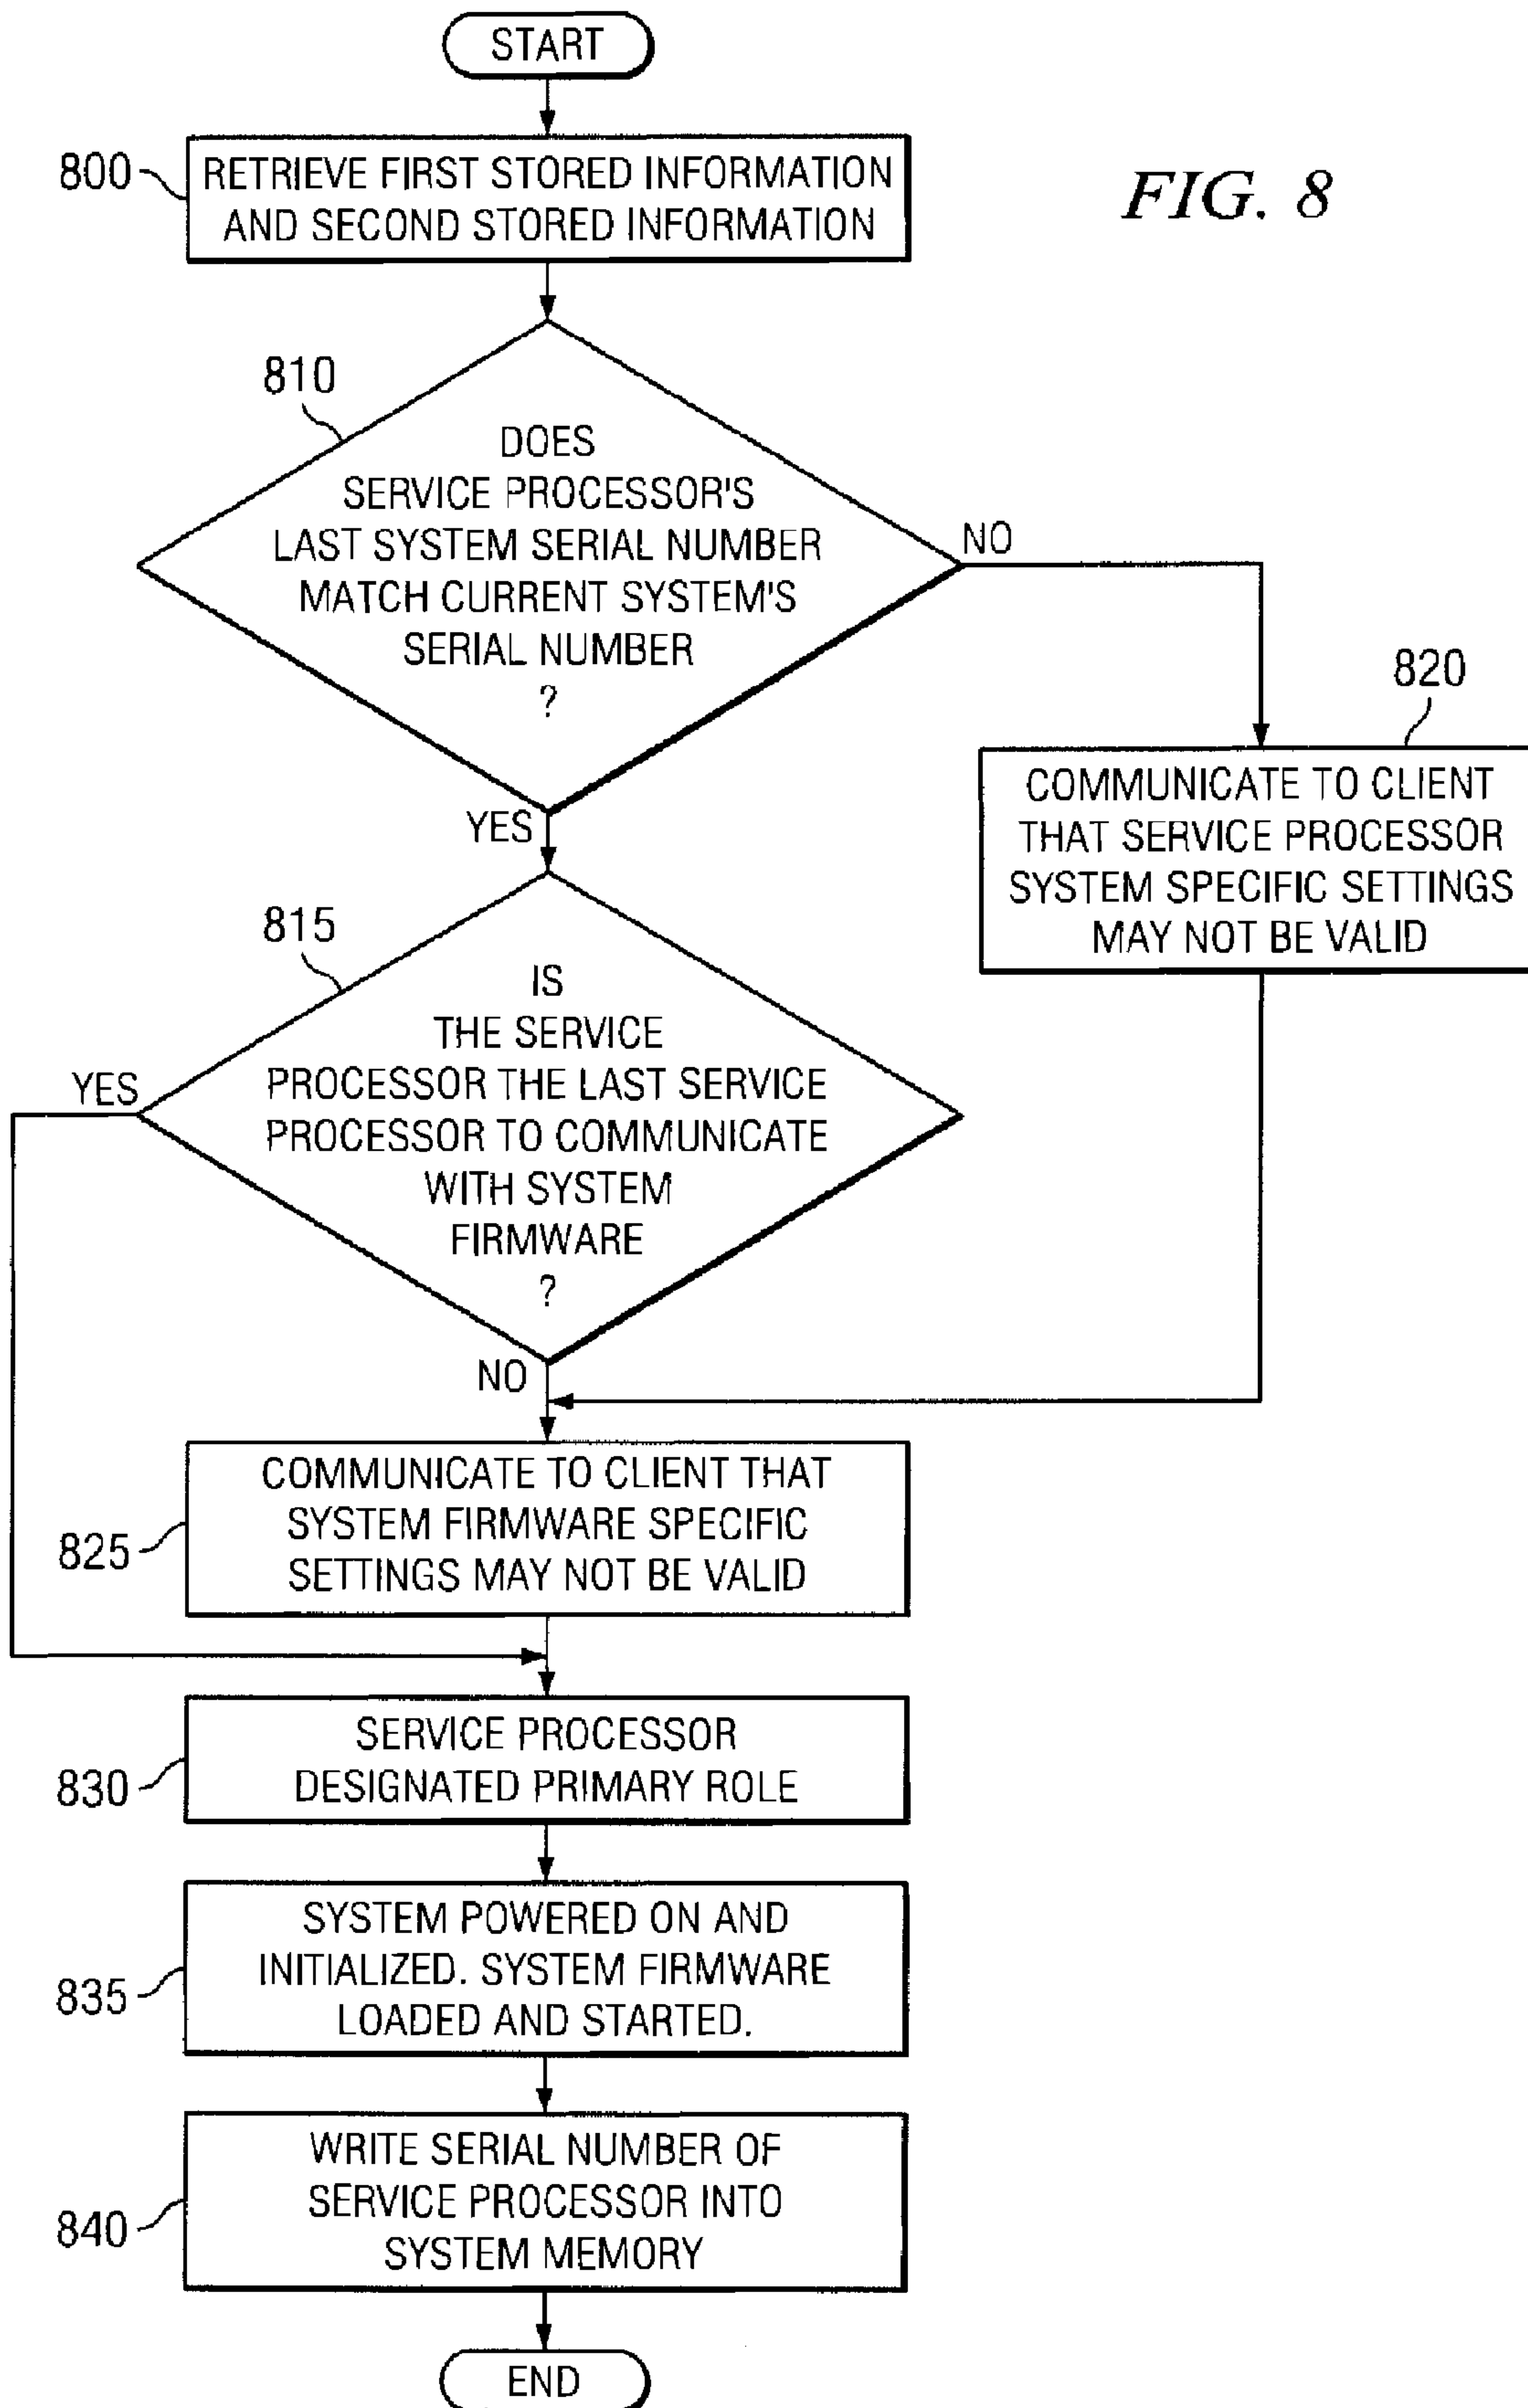 START
800
RETRIEVE FIRST STORED INFORMATION
AND SECOND STORED INFORMATION
FIG. 8
810
DOES
SERVICE PROCESSOR'S
LAST SYSTEM SERIAL NUMBER
MATCH CURRENT SYSTEM'S
SERIAL NUMBER
?
NO
YES
820
COMMUNICATE TO CLIENT
THAT SERVICE PROCESSOR
SYSTEM SPECIFIC SETTINGS
MAY NOT BE VALID
815
IS
THE SERVICE
PROCESSOR THE LAST SERVICE
PROCESSOR TO COMMUNICATE
WITH SYSTEM
FIRMWARE
?
YES
NO
825
COMMUNICATE TO CLIENT THAT
SYSTEM FIRMWARE SPECIFIC
SETTINGS MAY NOT BE VALID
830
SERVICE PROCESSOR
DESIGNATED PRIMARY ROLE
835
SYSTEM POWERED ON AND
INITIALIZED. SYSTEM FIRMWARE
LOADED AND STARTED.
840
WRITE SERIAL NUMBER OF
SERVICE PROCESSOR INTO
SYSTEM MEMORY
END